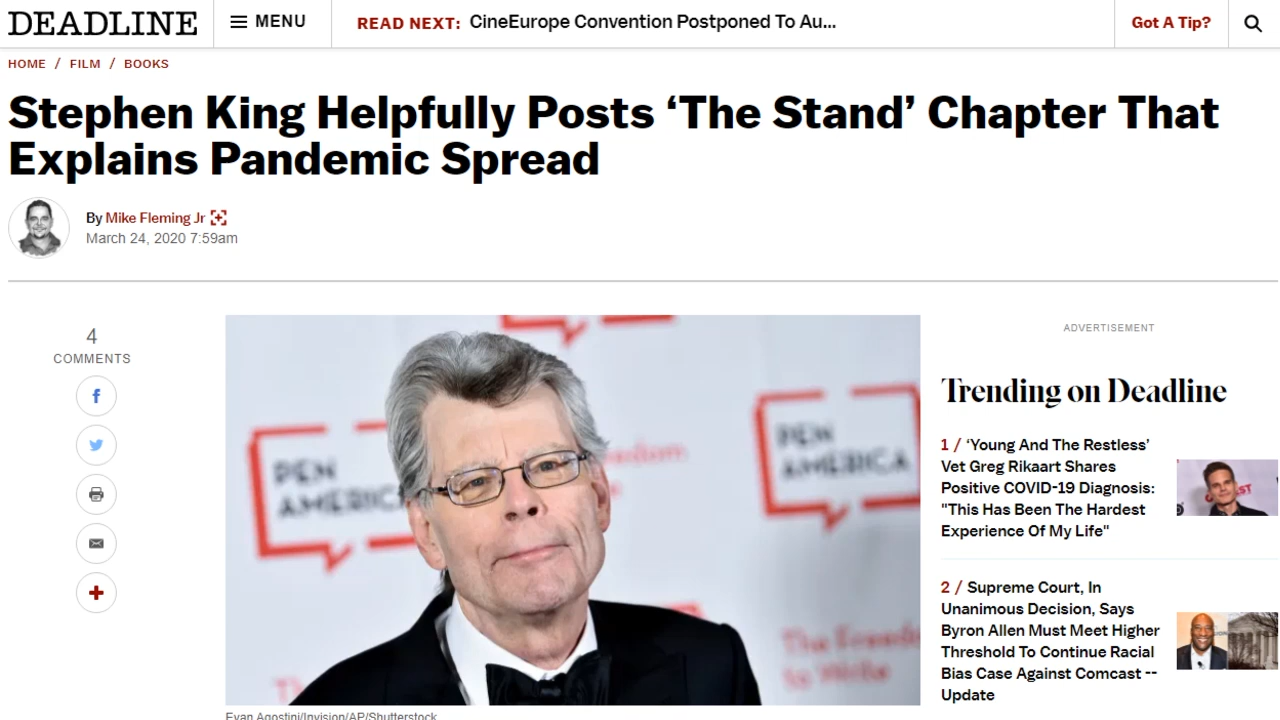 DEADLINE
MENU
READ NEXT: CineEurope Convention Postponed To Au...
Got A Tip?
HOME / FILM / BOOKS
Stephen King Helpfully Posts ‘The Stand’ Chapter That
Explains Pandemic Spread
By Mike Fleming Jr
March 24, 2020 7:59am
4
COMMENTS
PEN
AMERICA
PEN
AMERICA
The Freedom
to Write
Evan Agostini/Invision/AP/Shutterstock
ADVERTISEMENT
Trending on Deadline
1 / ‘Young And The Restless’
Vet Greg Rikaart Shares
Positive COVID-19 Diagnosis:
"This Has Been The Hardest
Experience Of My Life"
2 / Supreme Court, In
Unanimous Decision, Says
Byron Allen Must Meet Higher
Threshold To Continue Racial
Bias Case Against Comcast --
Update